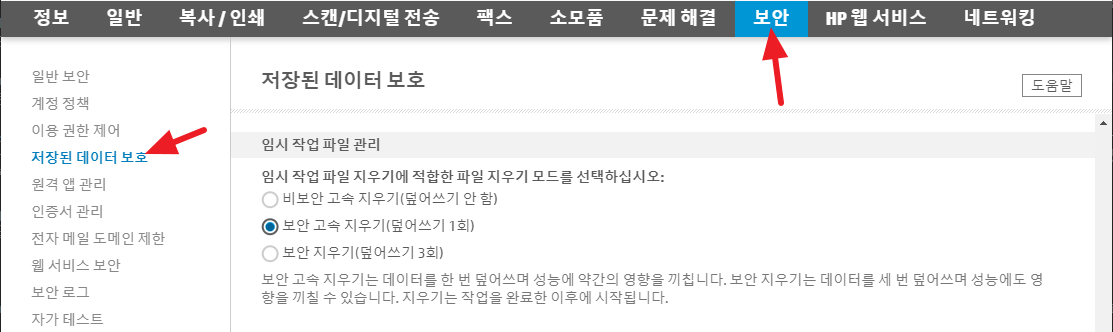 정보 일반 복사 / 인쇄 스캔/디지털 전송 팩스 소모품 문제 해결 보안 HP 웹 서비스 네트워킹
일반 보안
계정 정책
이용 권한 제어
저장된 데이터 보호
원격 앱 관리
인증서 관리
전자 메일 도메인 제한
웹 서비스 보안
보안 로그
자가 테스트
저장된 데이터 보호
도움말
임시 작업 파일 관리
임시 작업 파일 지우기에 적합한 파일 지우기 모드를 선택하십시오:
비보안 고속 지우기(덮어쓰기 안 함)
보안 고속 지우기(덮어쓰기 1회)
보안 지우기(덮어쓰기 3회)
보안 고속 지우기는 데이터를 한 번 덮어쓰며 성능에 약간의 영향을 끼칩니다. 보안 지우기는 데이터를 세 번 덮어쓰며 성능에도 영
향을 끼칠 수 있습니다. 지우기는 작업을 완료한 이후에 시작됩니다.